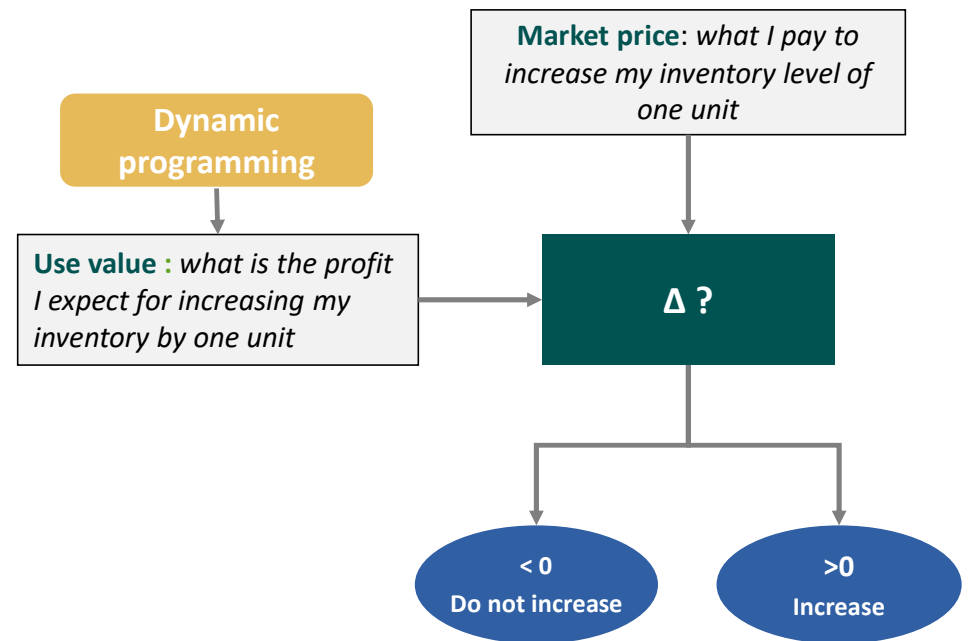 Market price: what I pay to
increase my inventory level of
one unit
Dynamic
programming
Use value : what is the profit
I expect for increasing my
inventory by one unit
Δ ?
< 0
Do not increase
>0
Increase